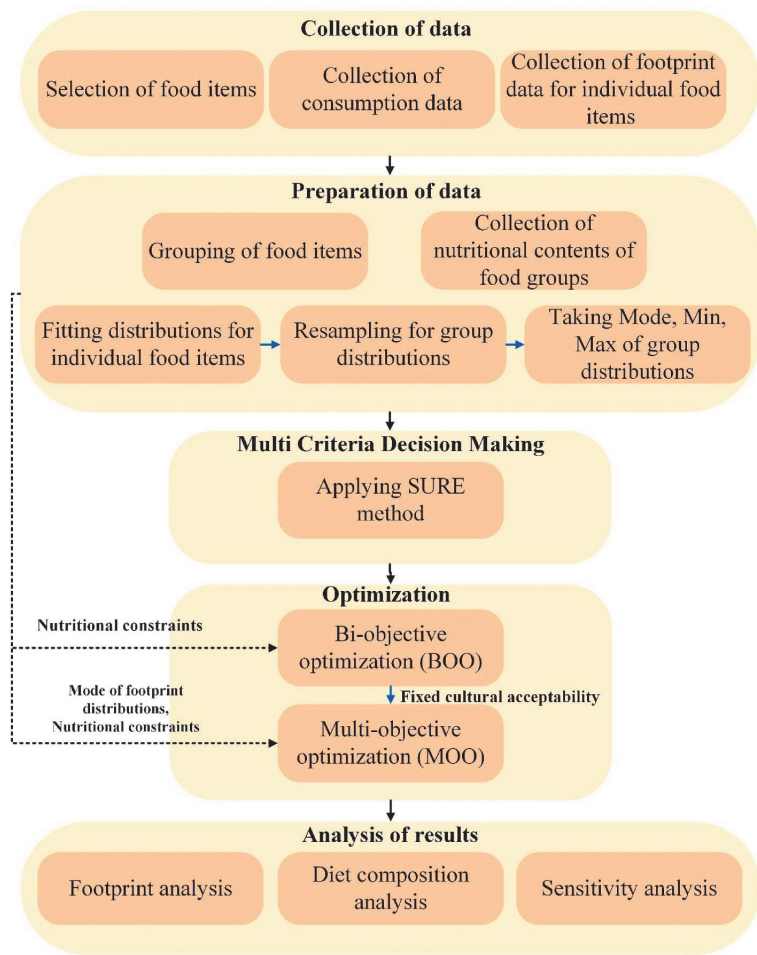 Collection of data
Selection of food items
Collection of
consumption data
Collection of footprint
data for individual food
items
Preparation of data
Grouping of food items
Collection of
nutritional contents of
food groups
Fitting distributions for
individual food items
Resampling for group
distributions
Taking Mode, Min,
Max of group
distributions
Multi Criteria Decision Making
Applying SURE
method
Optimization
Nutritional constraints
Bi-objective
optimization (BOO)
Fixed cultural acceptability
Mode of footprint
distributions,
Nutritional constraints
Multi-objective
optimization (MOO)
Analysis of results
Footprint analysis
Diet composition
analysis
Sensitivity analysis